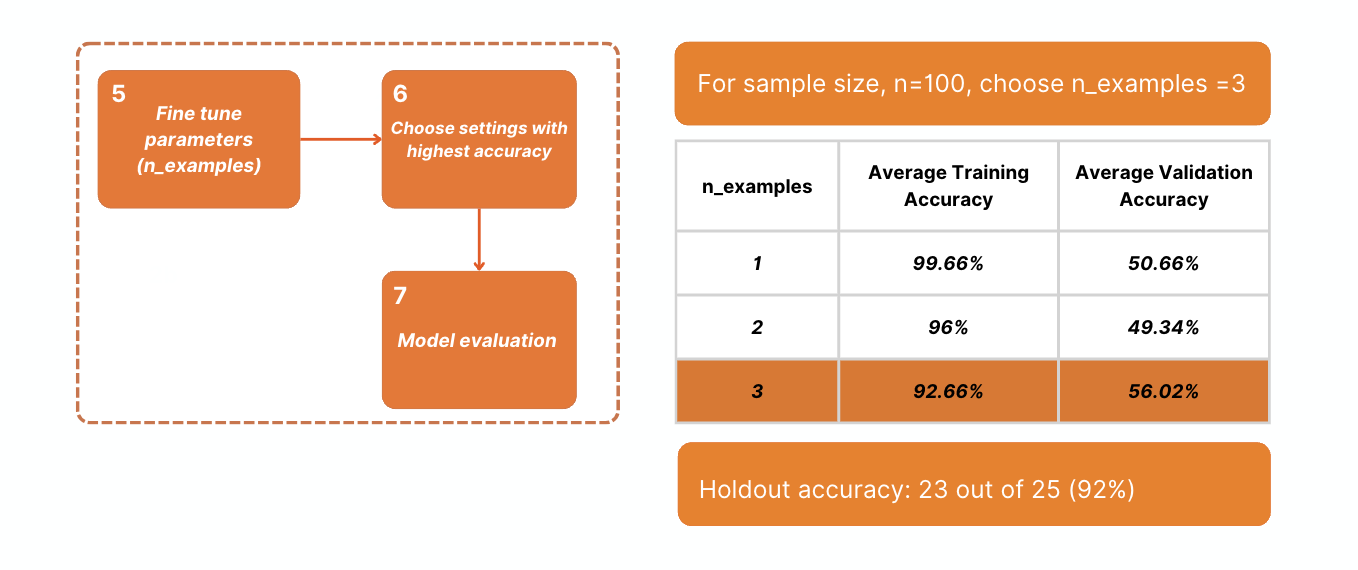 5
Fine tune
parameters
(n_examples)
6
Choose settings with
highest accuracy
7
Model evaluation
For sample size, n=100, choose n_examples =3
n_examples
Average Training
Accuracy
Average Validation
Accuracy
1
99.66%
50.66%
2
96%
49.34%
3
92.66%
56.02%
Holdout accuracy: 23 out of 25 (92%)